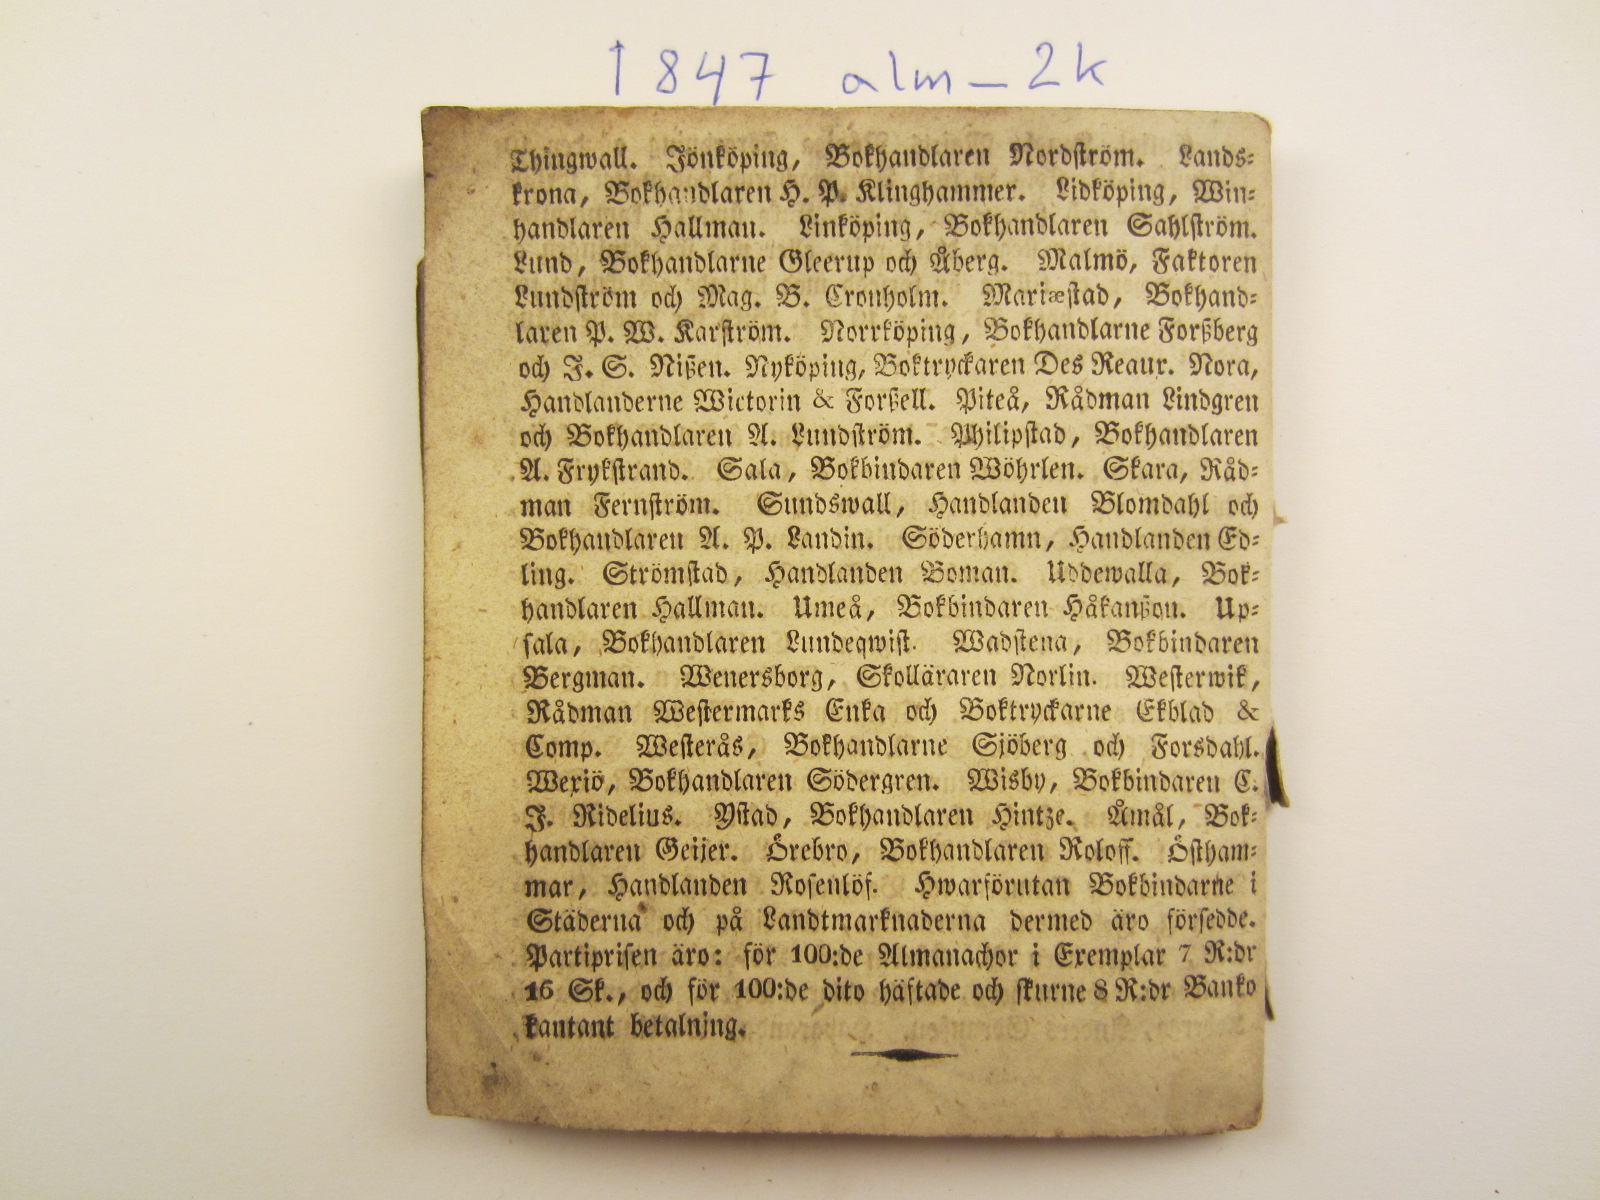 1847 alm_2k
Thingwall. Jönköping, Bokhandlaren Nordström. Lands-
krona, Bokhandlaren H. P. Klinghammer. Lidköping, Win-
handlaren Hallman. Linköping, Bokhandlaren Sahlström.
Lund, Bokhandlarne Gleerup och Åberg. Malmö, Faktoren
Lundström och Mag. B. Cronholm. Mariæstad, Bokhand-
laren P. W. Karström. Norrköping, Bokhandlarne Forßberg
och J. S. Nißen. Nyköping, Boktryckaren Des Reaux. Nora,
Handlanderne Wictorin & Forßell. Piteå, Rådman Lindgren
och Bokhandlaren A. Lundström. Philipstad, Bokhandlaren
A. Frykstrand. Sala, Bokbindaren Wöhrlen. Skara, Råd-
man Fernström. Sundswall, Handlanden Blomdahl och
Bokhandlaren A. P. Landin. Söderhamn, Handlanden Ed-
ling. Strömstad, Handlanden Boman. Uddewalla, Bok-
handlaren Hallman. Umeå, Bokbindaren Håkanßon. Up-
sala, Bokhandlaren Lundeqwist. Wadstena, Bokbindaren
Bergman. Wenersborg, Skolläraren Norlin. Westerwik,
Rådman Westermarks Enka och Boktryckarne Ekblad &
Comp. Westerås, Bokhandlarne Sjöberg och Forsdahl.
Wexiö, Bokhandlaren Södergren. Wisby, Bokbindaren C.
J. Ridelius. Ystad, Bokhandlaren Hintze. Åmål, Bok-
handlaren Geijer. Örebro, Bokhandlaren Roloff. Östham-
mar, Handlanden Rosenlöf. Hwarförutan Bokbindarne i
Städerna och på Landtmarknaderna dermed äro försedde.
Partiprisen äro: för 100:de Almanachor i Exemplar 7 R:dr
16 Sk., och för 100:de dito häftade och skurne 8 R:dr Banko
kantant betalning.